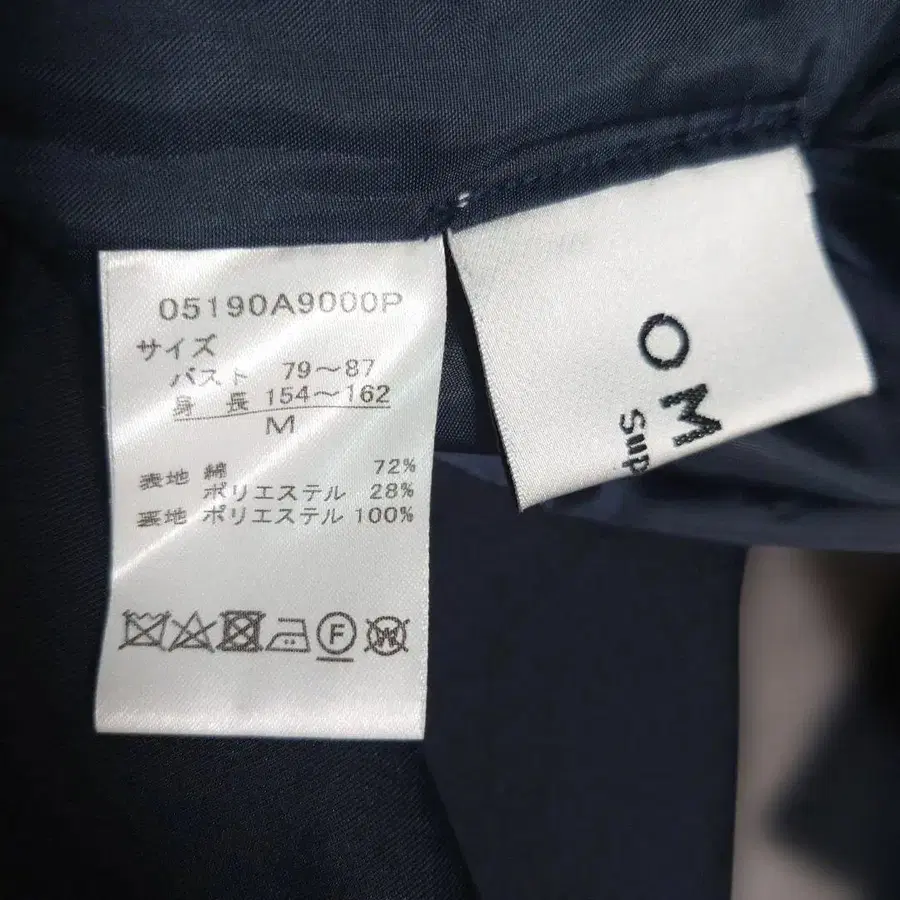 05190A9000P
サイズ
バスト 79～87
身 長 154～162
M
表地 綿 72%
ポリエステル 28%
裏地 ポリエステル 100%
F
W
OM
Sup